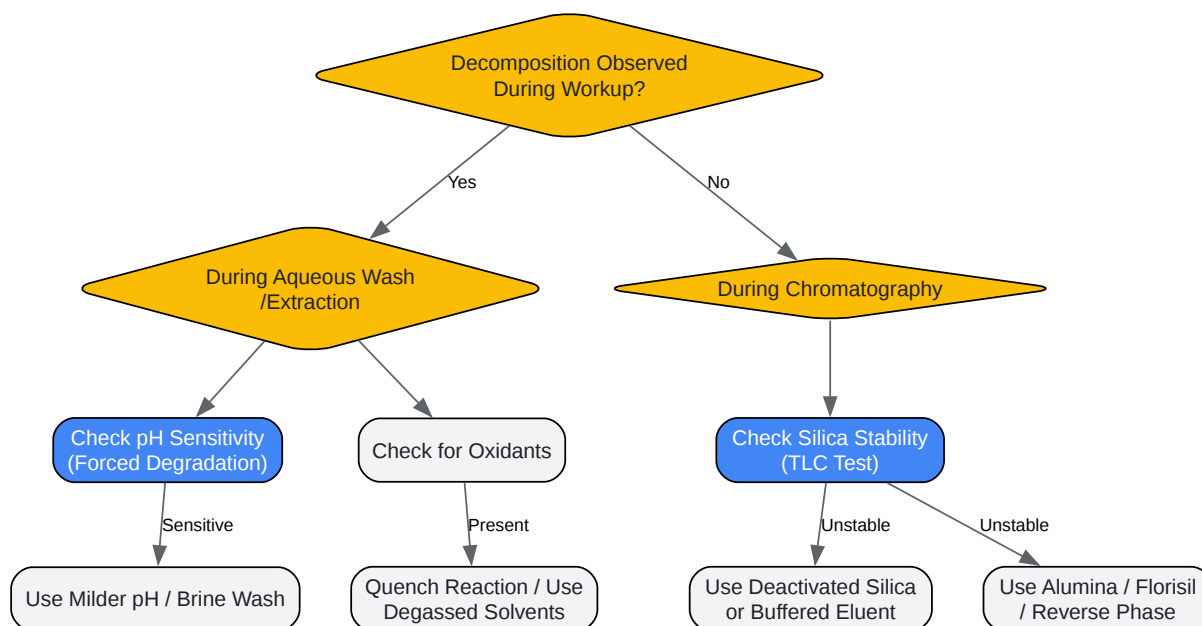 Decomposition Observed
During Workup?
Yes
No
During Aqueous Wash
/Extraction
During Chromatography
Check pH Sensitivity
(Forced Degradation)
Check for Oxidants
Check Silica Stability
(TLC Test)
Sensitive
Present
Unstable
Unstable
Use Milder pH / Brine Wash
Quench Reaction / Use
Degassed Solvents
Use Deactivated Silica
or Buffered Eluent
Use Alumina / Florisil
/ Reverse Phase